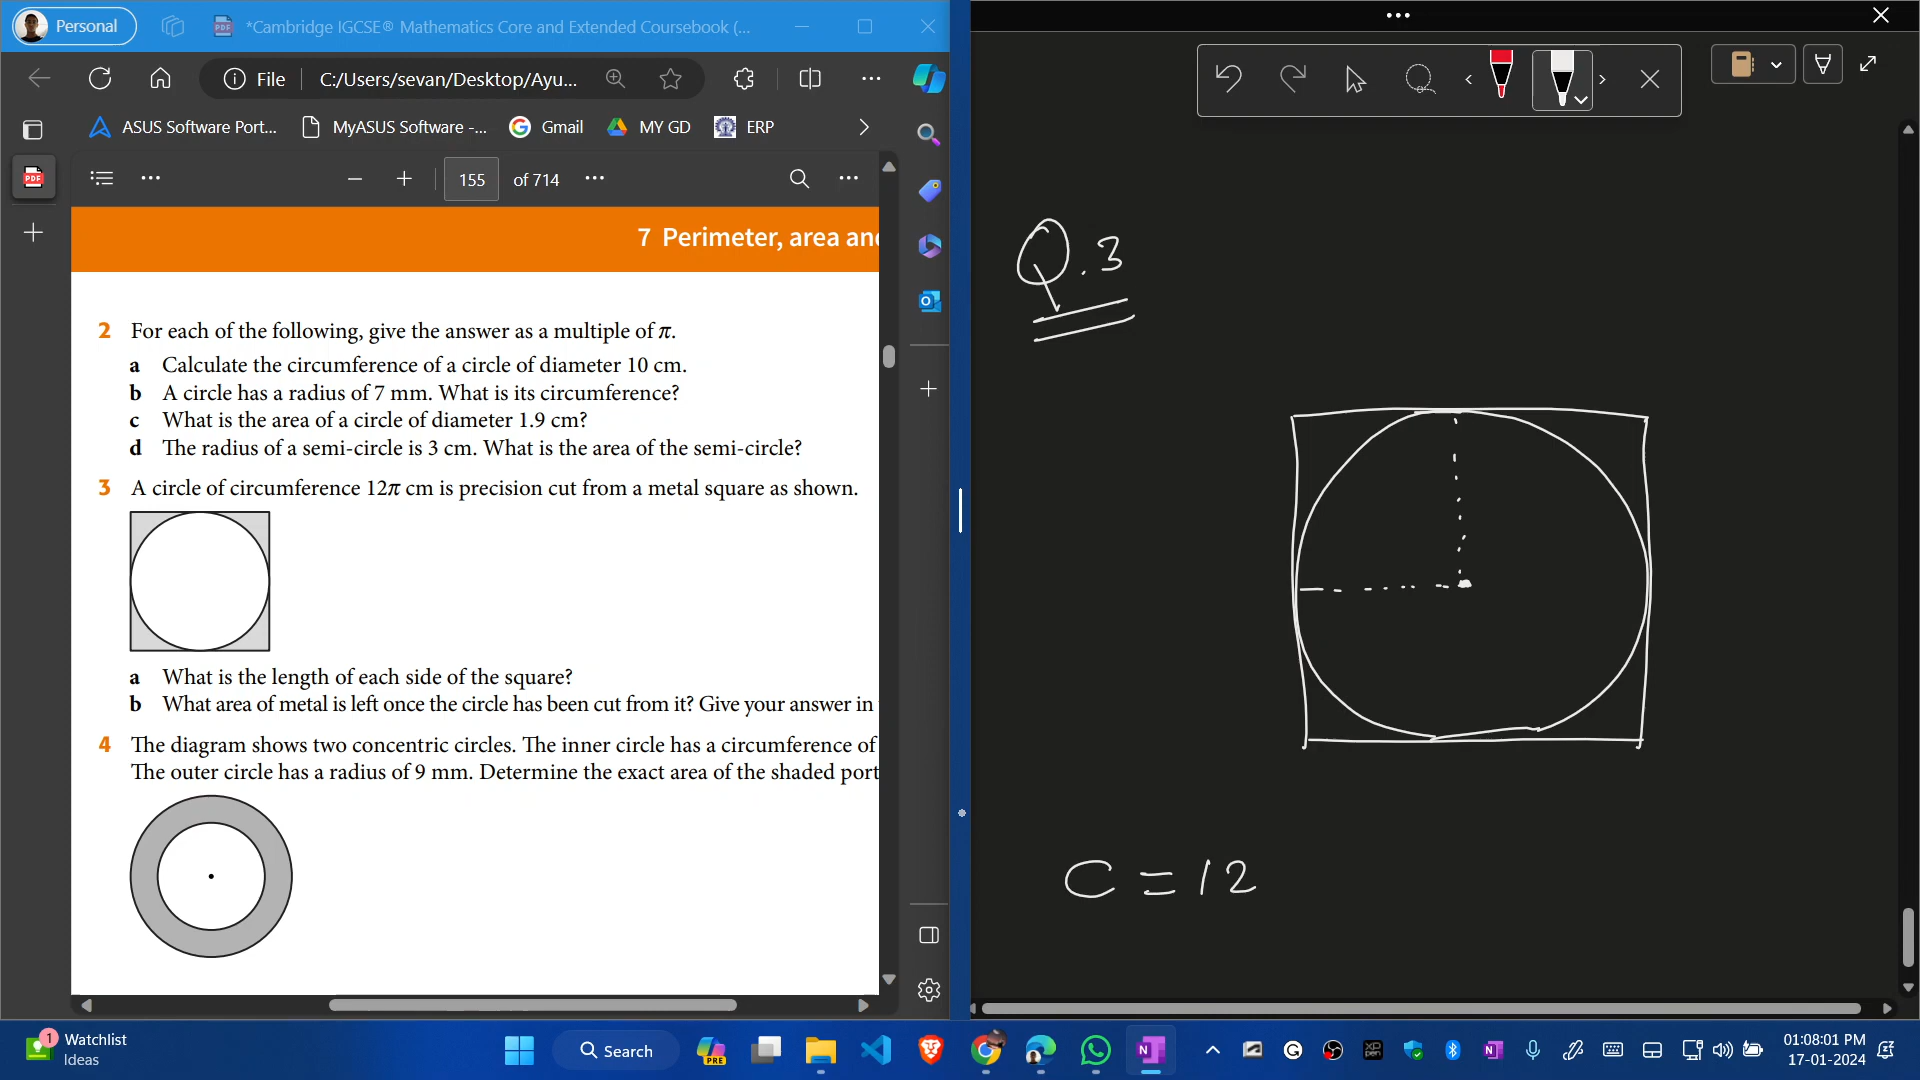 Personal
*Cambridge IGCSE® Mathematics Core and Extended Coursebook (...
File
C:/Users/sevan/Desktop/Ayu...
ASUS Software Port...
MyASUS Software -...
Gmail
MY GD
ERP
155 of 714
7 Perimeter, area and
2 For each of the following, give the answer as a multiple of π.
a Calculate the circumference of a circle of diameter 10 cm.
b A circle has a radius of 7 mm. What is its circumference?
c What is the area of a circle of diameter 1.9 cm?
d The radius of a semi-circle is 3 cm. What is the area of the semi-circle?
3 A circle of circumference 12π cm is precision cut from a metal square as shown.
a What is the length of each side of the square?
b What area of metal is left once the circle has been cut from it? Give your answer in
4 The diagram shows two concentric circles. The inner circle has a circumference of
The outer circle has a radius of 9 mm. Determine the exact area of the shaded port
Q.3
C = 12
1
Watchlist
Ideas
Search
PRE
01:08:01 PM
17-01-2024